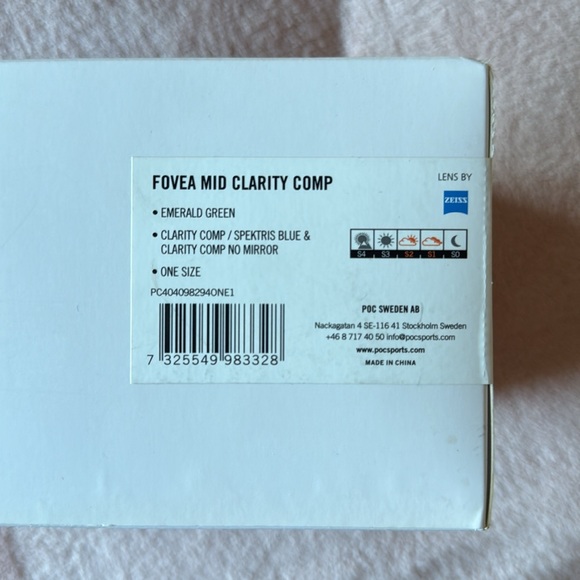 FOVEA MID CLARITY COMP
LENS BY
ZEISS
• EMERALD GREEN
• CLARITY COMP / SPEKTRIS BLUE &
CLARITY COMP NO MIRROR
• ONE SIZE
S4 S3 S2 S1 S0
PC404098294ONE1
7 325549 983328
POC SWEDEN AB
Nackagatan 4 SE-116 41 Stockholm Sweden
+46 8 717 40 50 info@pocsports.com
www.pocsports.com
MADE IN CHINA